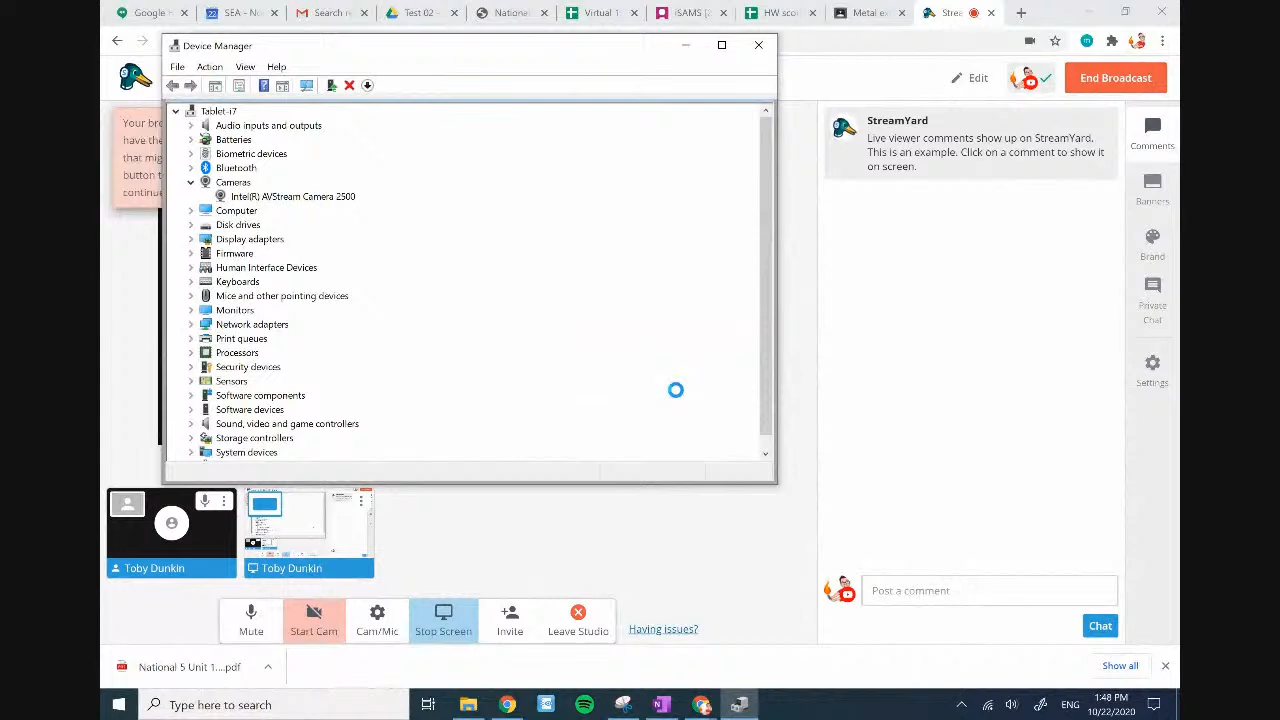 Google
SEA - No
Search r
Test 02 -
National
Virtual 1
iSAMS [
HW sco
Metal ex
Stre
Device Manager
File Action View Help
Edit
End Broadcast
Your bro
have the
that mig
button t
continu
Tablet-i7
Audio inputs and outputs
Batteries
Biometric devices
Bluetooth
Cameras
Intel(R) AVStream Camera 2500
Computer
Disk drives
Display adapters
Firmware
Human Interface Devices
Keyboards
Mice and other pointing devices
Monitors
Network adapters
Print queues
Processors
Security devices
Sensors
Software components
Software devices
Sound, video and game controllers
Storage controllers
System devices
StreamYard
Live viewer comments show up on StreamYard.
This is an example. Click on a comment to show it
on screen.
Comments
Banners
Brand
Private
Chat
Settings
Toby Dunkin
Toby Dunkin
Mute
Start Cam
Cam/Mic
Stop Screen
Invite
Leave Studio
Having issues?
Post a comment
Chat
National 5 Unit 1....pdf
Show all
Type here to search
ENG
1:48 PM
10/22/2020